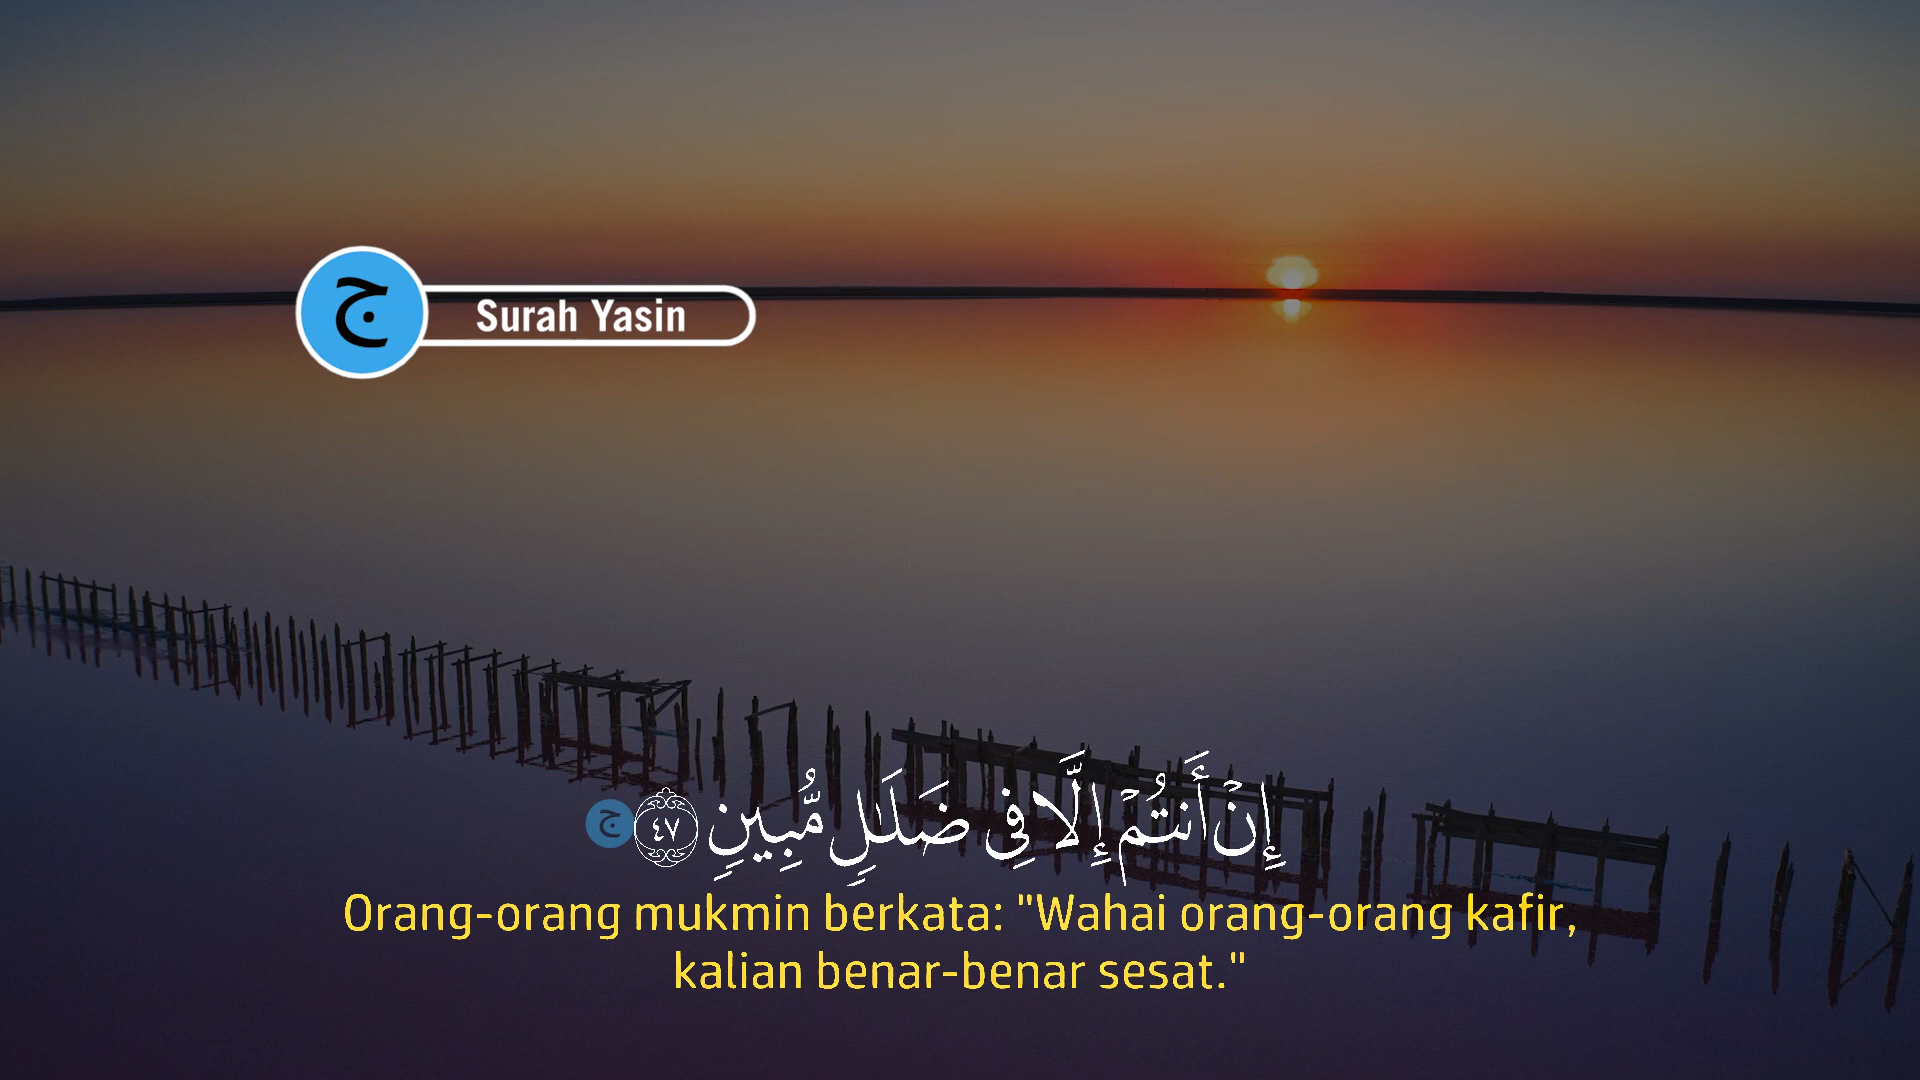 ج
Surah Yasin
إِنْ أَنتُمْ إِلَّا فِى ضَلَـٰلٍ مُّبِينٍ ٤٧
ج
Orang-orang mukmin berkata: "Wahai orang-orang kafir,
kalian benar-benar sesat."